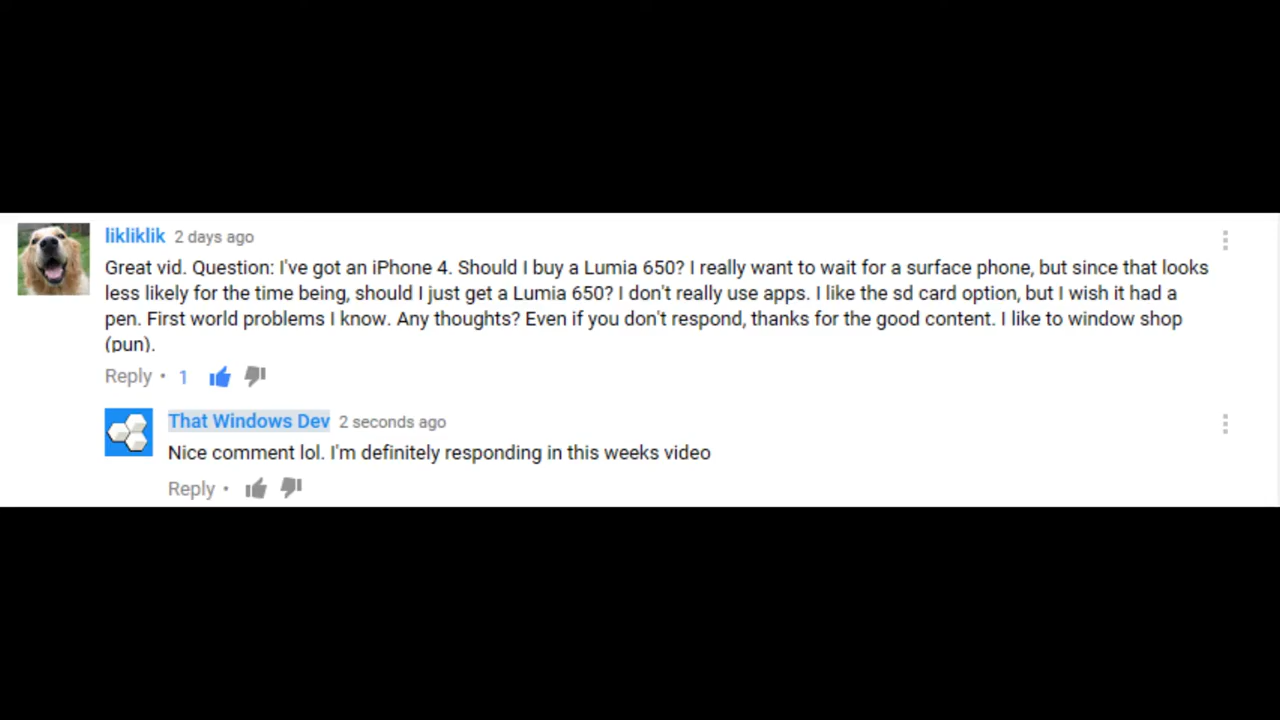 likliklik 2 days ago
Great vid. Question: I've got an iPhone 4. Should I buy a Lumia 650? I really want to wait for a surface phone, but since that looks
less likely for the time being, should I just get a Lumia 650? I don't really use apps. I like the sd card option, but I wish it had a
pen. First world problems I know. Any thoughts? Even if you don't respond, thanks for the good content. I like to window shop
(pun).
Reply • 1
That Windows Dev 2 seconds ago
Nice comment lol. I'm definitely responding in this weeks video
Reply •